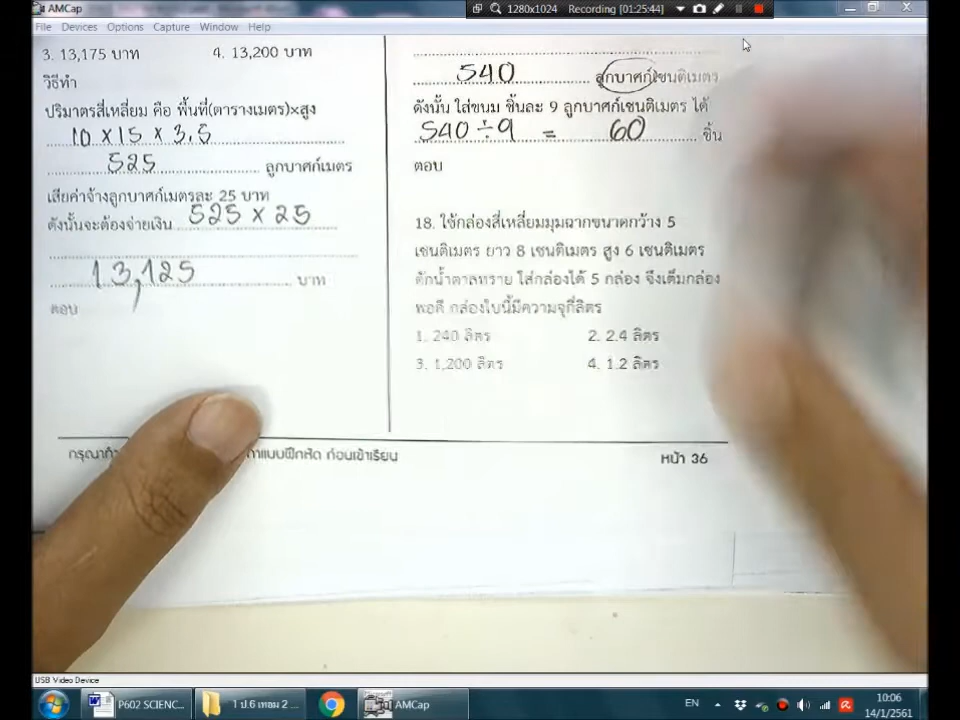 AMCap
1280x1024 Recording [01:25:44]
File Devices Options Capture Window Help
3. 13,175 บาท 4. 13,200 บาท
วิธีทำ
ปริมาตรสี่เหลี่ยม คือ พื้นที่(ตารางเมตร)×สูง
10 × 15 × 3.5
525 ลูกบาศก์เมตร
เสียค่าจ้างลูกบาศก์เมตรละ 25 บาท
ดังนั้นจะต้องจ่ายเงิน 525 × 25
13,125 บาท
ตอบ
540 ลูกบาศก์เซนติเมตร
ดังนั้น ใส่ขนม ชิ้นละ 9 ลูกบาศก์เซนติเมตร ได้
540 ÷ 9 = 60 ชิ้น
ตอบ
18. ใช้กล่องสี่เหลี่ยมมุมฉากขนาดกว้าง 5
เซนติเมตร ยาว 8 เซนติเมตร สูง 6 เซนติเมตร
ตักน้ำตาลทราย ใส่กล่องได้ 5 กล่อง จึงเต็มกล่อง
พอดี กล่องใบนี้มีความจุกี่ลิตร
1. 240 ลิตร 2. 2.4 ลิตร
3. 1,200 ลิตร 4. 1.2 ลิตร
ทำแบบฝึกหัด ก่อนเข้าเรียน หน้า 36
USB Video Device
P602 SCIENC... 1 ป.6 เทอม 2 ... AMCap EN 10:06
14/1/2561